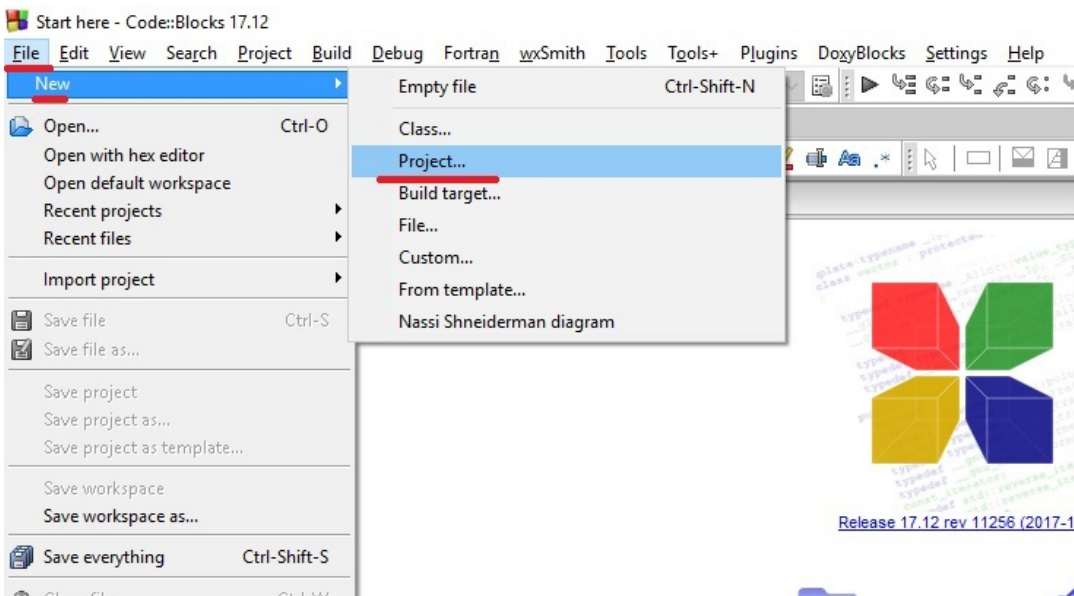 Start here - Code::Blocks 17.12
File Edit View Search Project Build Debug Fortran wxSmith Tools Tools+ Plugins DoxyBlocks Settings Help
New
Open... Ctrl-O
Open with hex editor
Open default workspace
Recent projects
Recent files
Import project
Save file Ctrl-S
Save file as...
Save project
Save project as...
Save project as template...
Save workspace
Save workspace as...
Save everything Ctrl-Shift-S
Empty file Ctrl-Shift-N
Class...
Project...
Build target...
File...
Custom...
From template...
Nassi Shneiderman diagram
Aa .*
Release 17.12 rev 11256 (2017-1